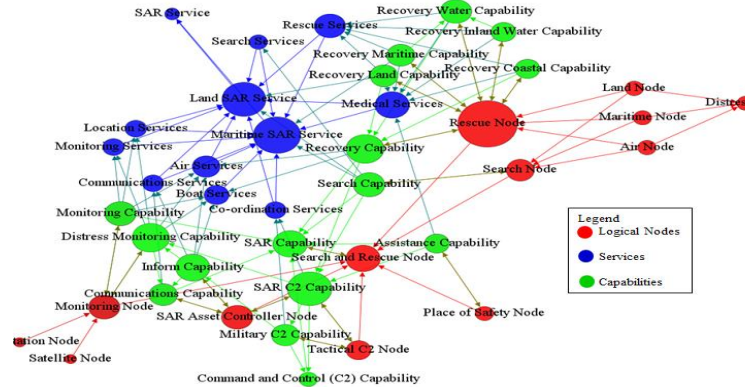 SAR Service
Search Services
Rescue Services
Recovery Water Capability
Recovery Inland Water Capability
Recovery Maritime Capability
Recovery Coastal Capability
Recovery Land Capability
Land SAR Service
Medical Services
Land Node
Distres
Maritime Node
Rescue Node
Location Services
Maritime SAR Service
Monitoring Services
Recovery Capability
Air Node
Air Services
Search Node
Communications Services
Boat Services
Search Capability
Monitoring Capability
Co-ordination Services
Legend
Logical Nodes
Services
Capabilities
Distress Monitoring Capability
SAR Capability
Assistance Capability
Search and Rescue Node
Inform Capability
SAR C2 Capability
Communications Capability
Monitoring Node
SAR Asset Controller Node
Place of Safety Node
Military C2 Capability
tation Node
Tactical C2 Node
Satellite Node
Command and Control (C2) Capability